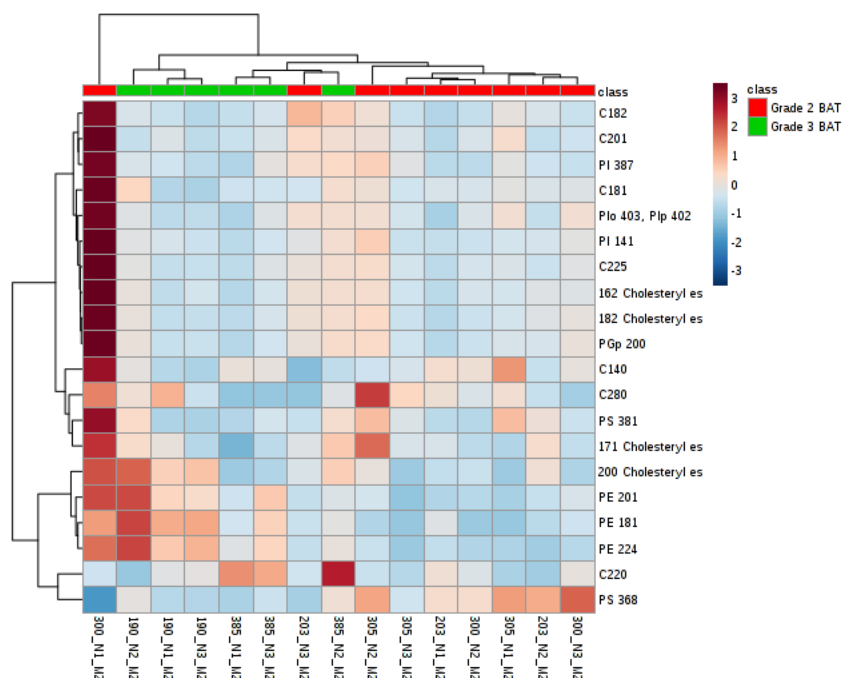 class
C182
C201
PI 387
C181
Plo 403, Plp 402
PI 141
C225
162 Cholesteryl es
182 Cholesteryl es
PGp 200
C140
C280
PS 381
171 Cholesteryl es
200 Cholesteryl es
PE 201
PE 181
PE 224
C220
PS 368
300_N1_M2
190_N2_M2
190_N1_M2
190_N3_M2
385_N1_M2
385_N3_M2
203_N3_M2
385_N2_M2
305_N2_M2
305_N3_M2
203_N1_M2
300_N2_M2
305_N1_M2
203_N2_M2
300_N3_M2
3
2
1
0
-1
-2
-3
class
Grade 2 BAT
Grade 3 BAT